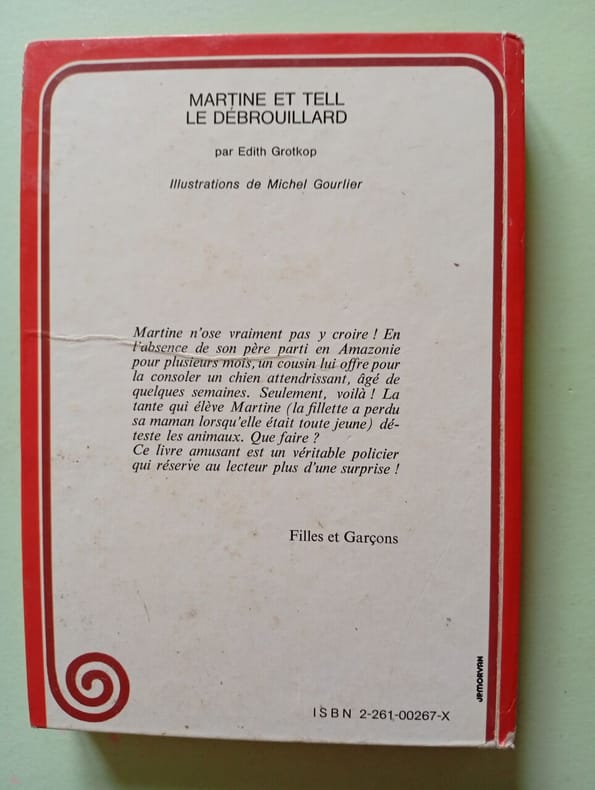 MARTINE ET TELL
LE DÉBROUILLARD
par Edith Grotkop
Illustrations de Michel Gourlier
Martine n'ose vraiment pas y croire ! En
l'absence de son père parti en Amazonie
pour plusieurs mois, un cousin lui offre pour
la consoler un chien attendrissant, âgé de
quelques semaines. Seulement, voilà ! La
tante qui élève Martine (la fillette a perdu
sa maman lorsqu'elle était toute jeune) dé-
teste les animaux. Que faire ?
Ce livre amusant est un véritable policier
qui réserve au lecteur plus d'une surprise !
Filles et Garçons
JP.MORVAN
ISBN 2-261-00267-X